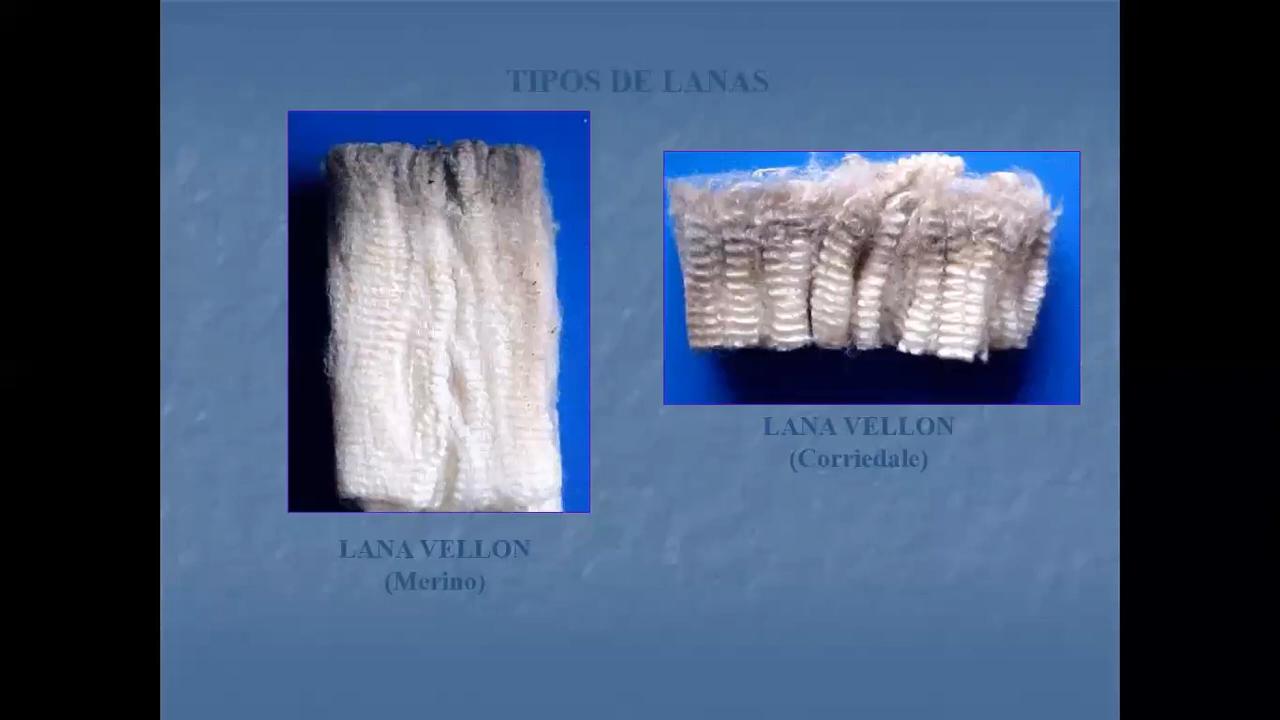 TIPOS DE LANAS
LANA VELLON
(Corriedale)
LANA VELLON
(Merino)